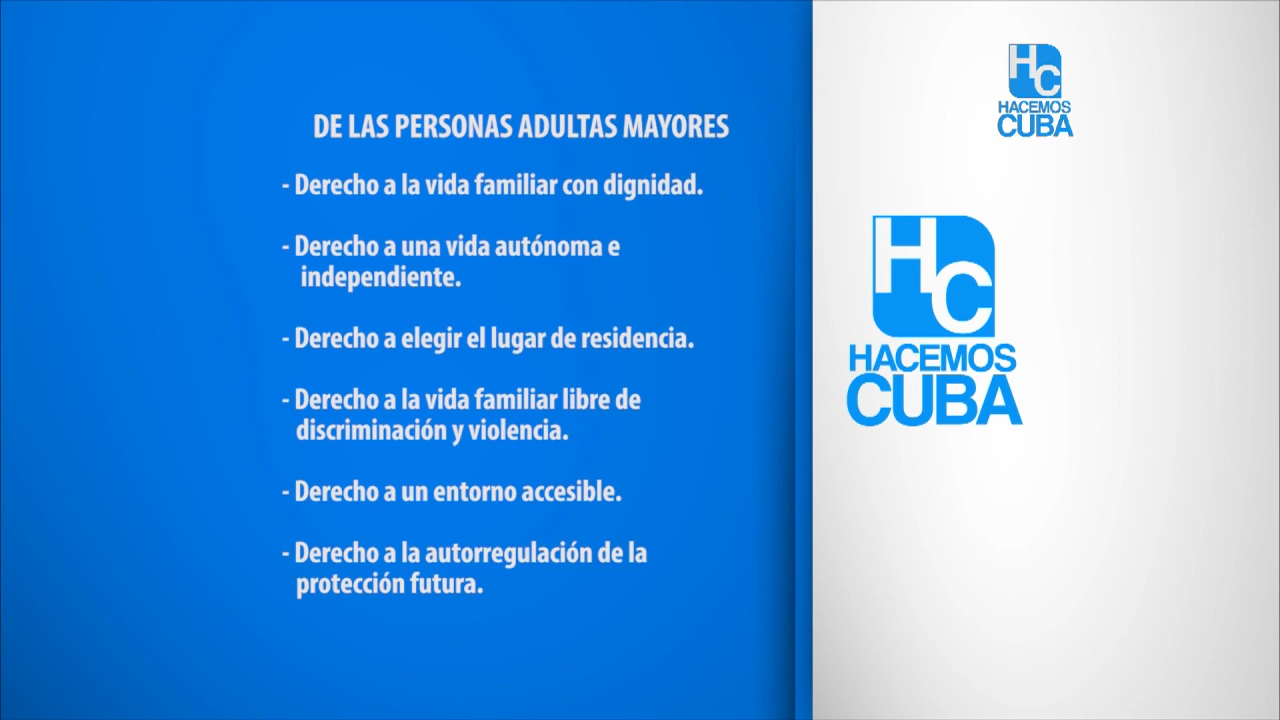 DE LAS PERSONAS ADULTAS MAYORES
- Derecho a la vida familiar con dignidad.
- Derecho a una vida autónoma e
independiente.
- Derecho a elegir el lugar de residencia.
- Derecho a la vida familiar libre de
discriminación y violencia.
- Derecho a un entorno accesible.
- Derecho a la autorregulación de la
protección futura.
HC
HACEMOS
CUBA
HC
HACEMOS
CUBA